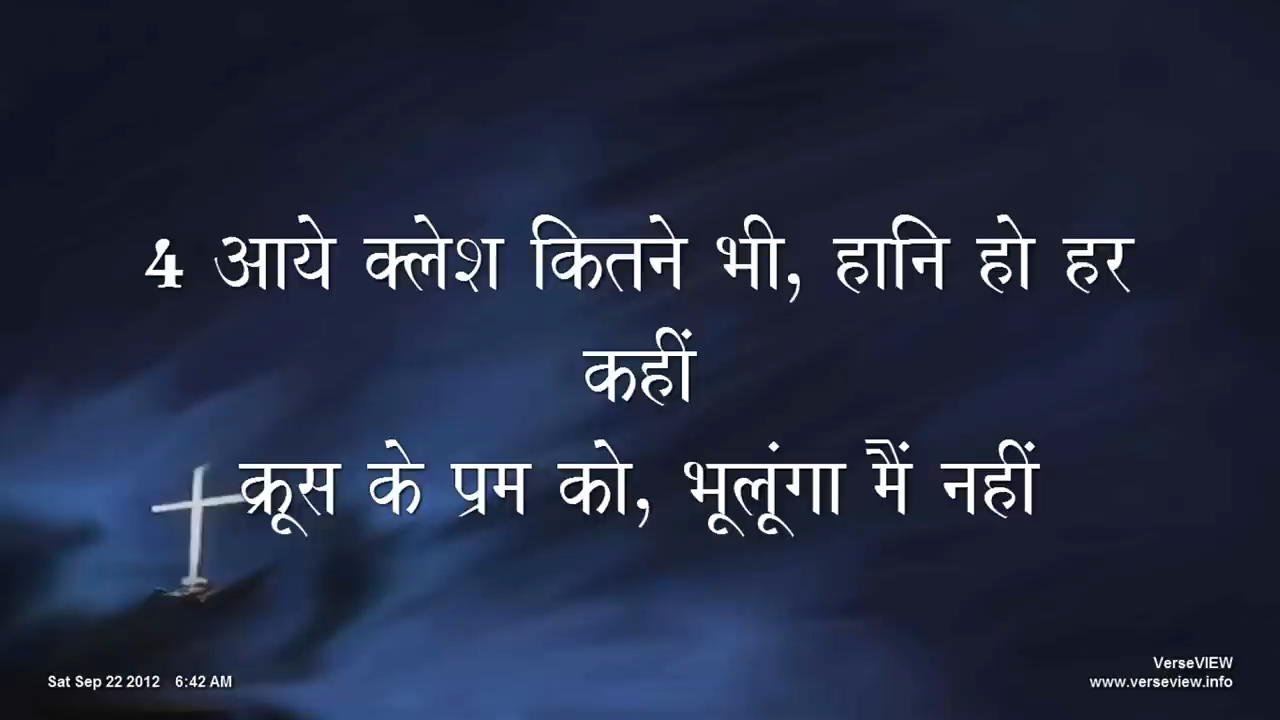 4 आये क्लेश कितने भी, हानि हो हर
कहीं
क्रूस के प्रम को, भूलूंगा मैं नहीं
Sat Sep 22 2012 6:42 AM
VerseVIEW
www.verseview.info